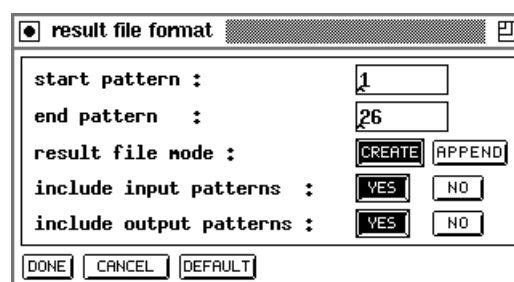 result file format
start pattern : 1
end pattern : 26
result file mode : CREATE APPEND
include input patterns : YES NO
include output patterns : YES NO
DONE CANCEL DEFAULT